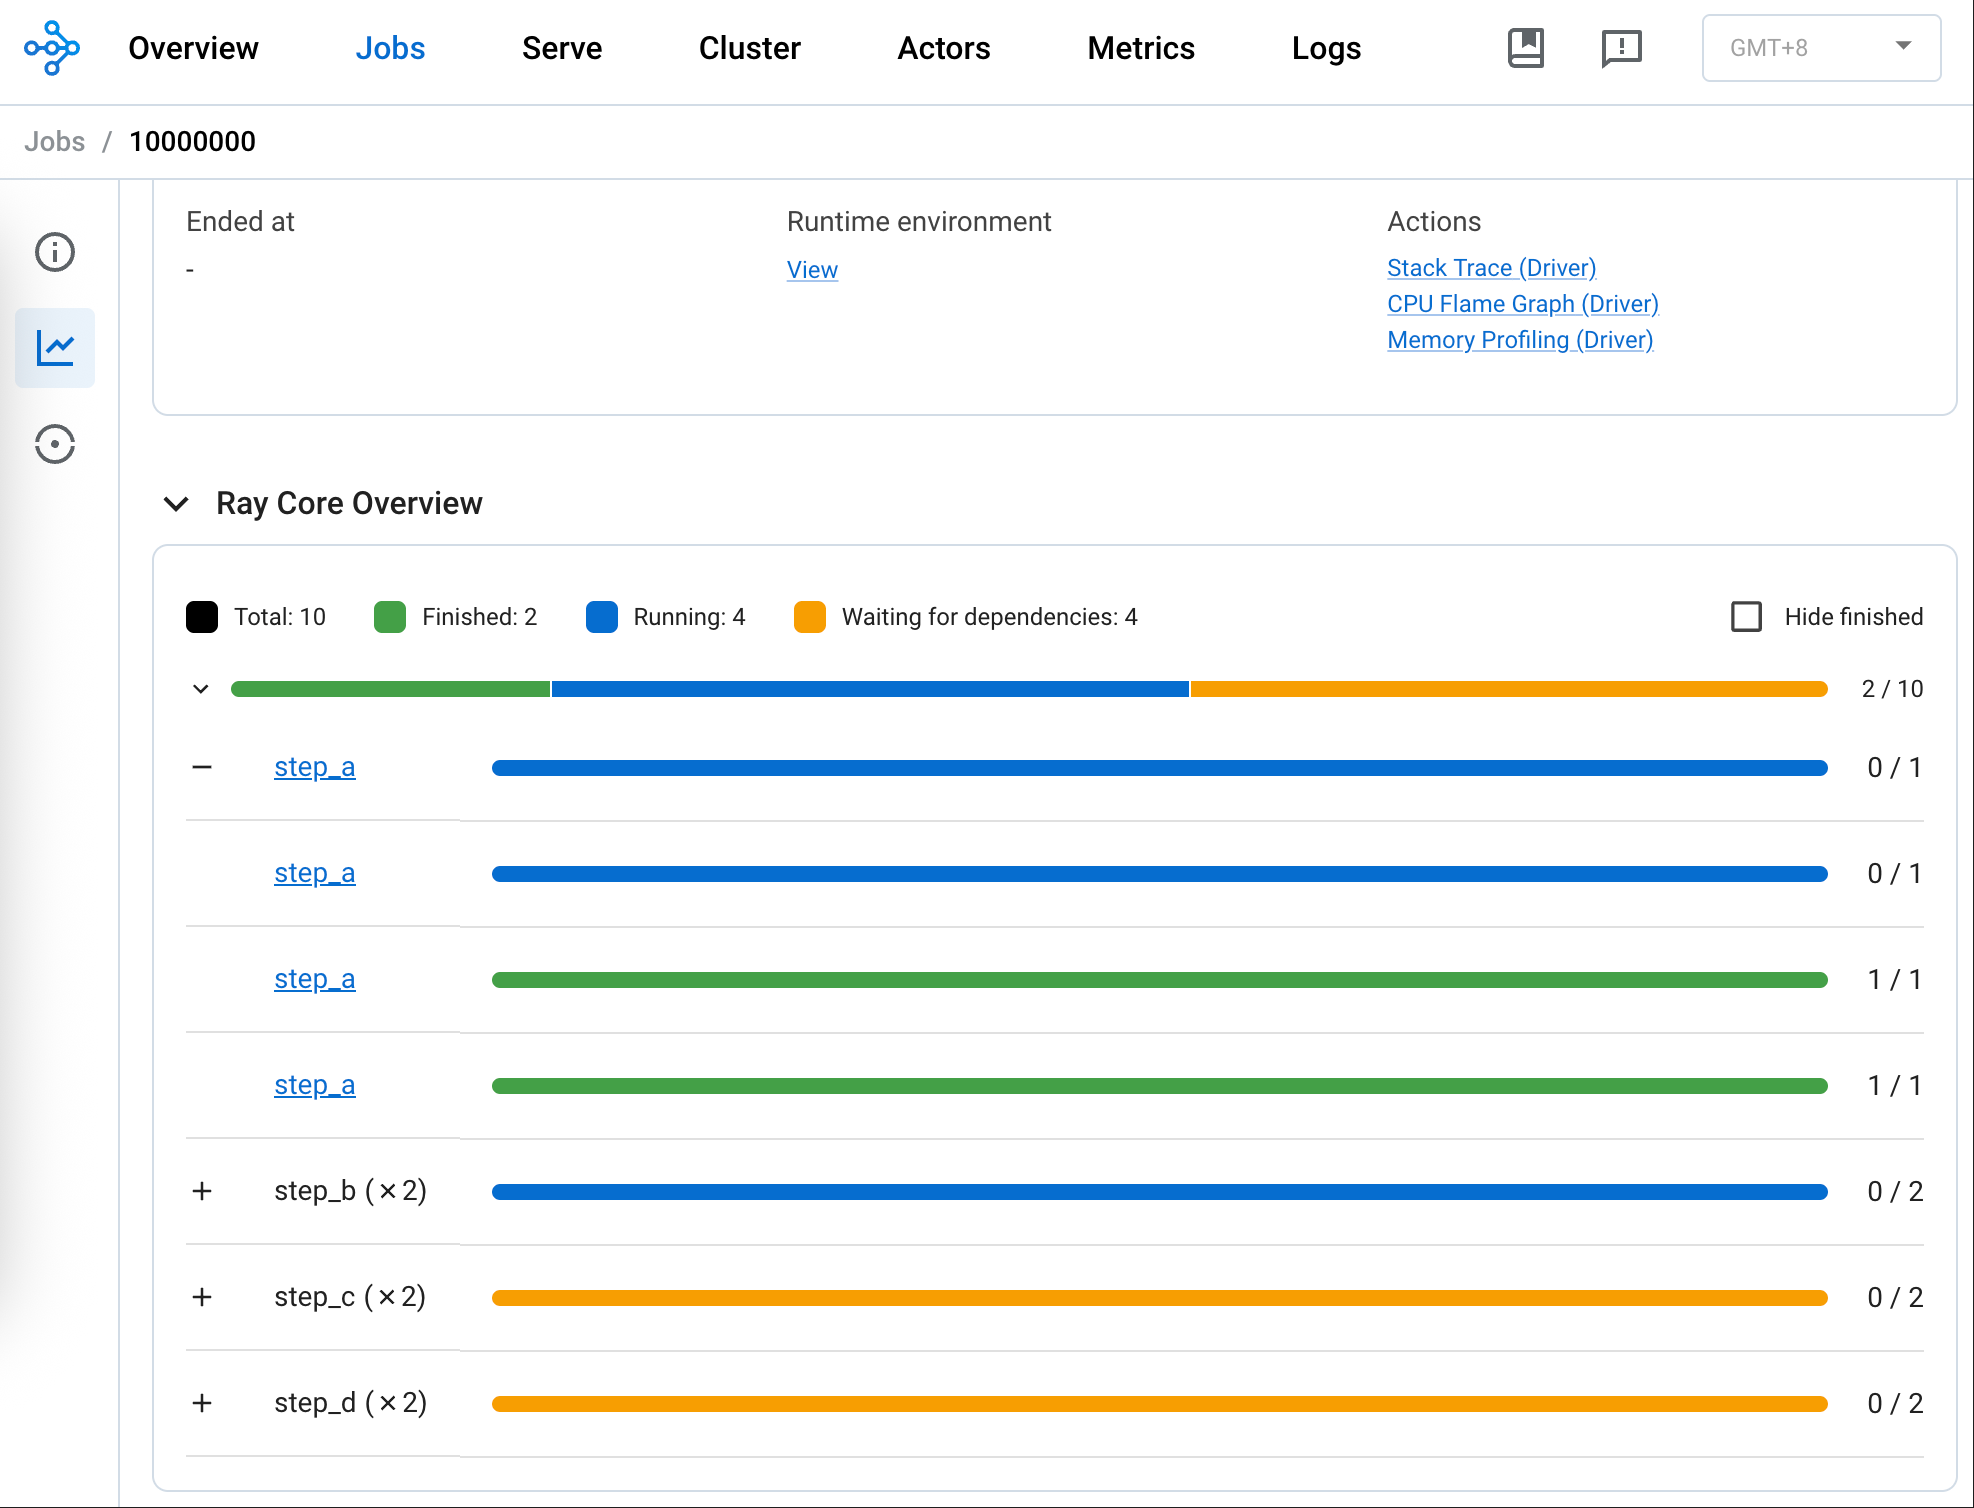 Overview Jobs Serve Cluster Actors Metrics Logs GMT+8
Jobs / 10000000
Ended at
-
Runtime environment
View
Actions
Stack Trace (Driver)
CPU Flame Graph (Driver)
Memory Profiling (Driver)
Ray Core Overview
Total: 10 Finished: 2 Running: 4 Waiting for dependencies: 4 Hide finished
2 / 10
step_a 0 / 1
step_a 0 / 1
step_a 1 / 1
step_a 1 / 1
step_b (×2) 0 / 2
step_c (×2) 0 / 2
step_d (×2) 0 / 2